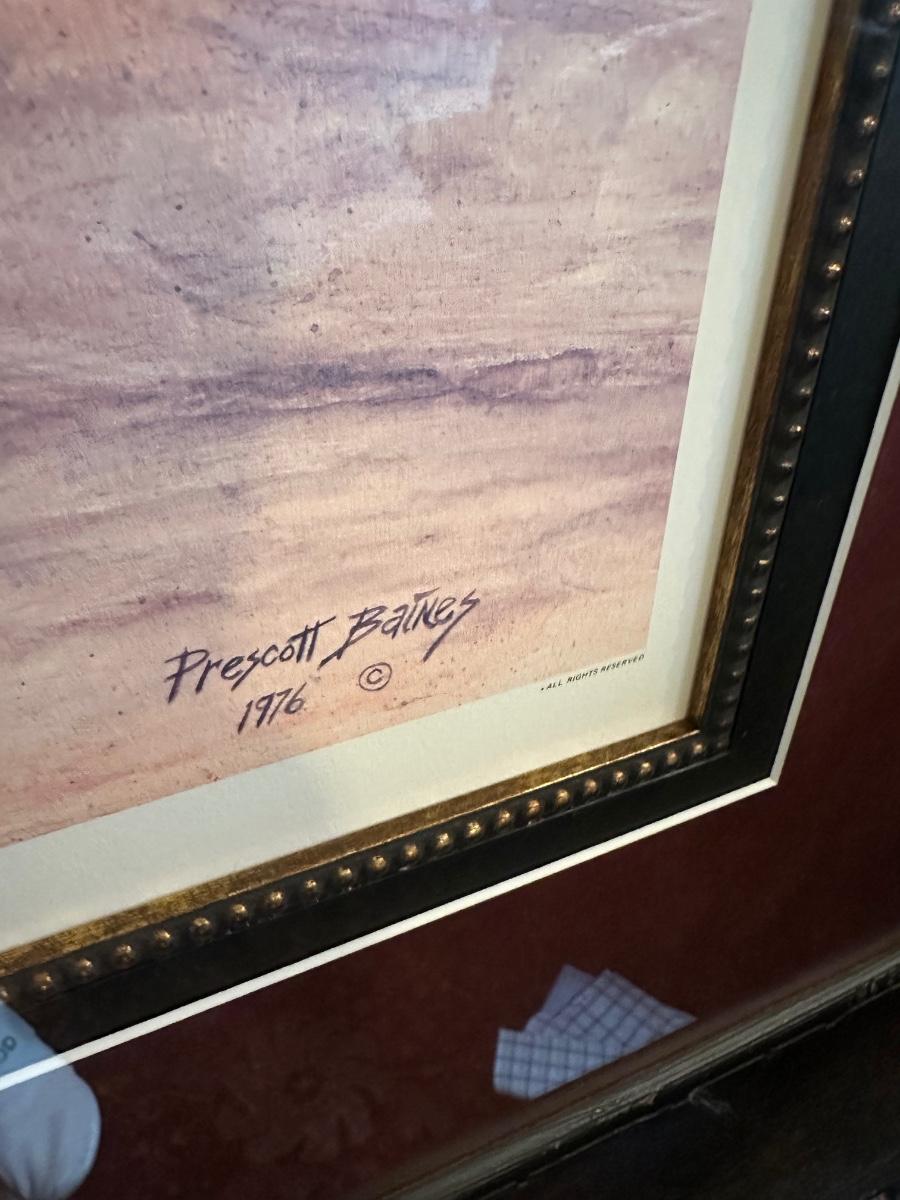 Prescott Baines
1976 ©
• ALL RIGHTS RESERVED